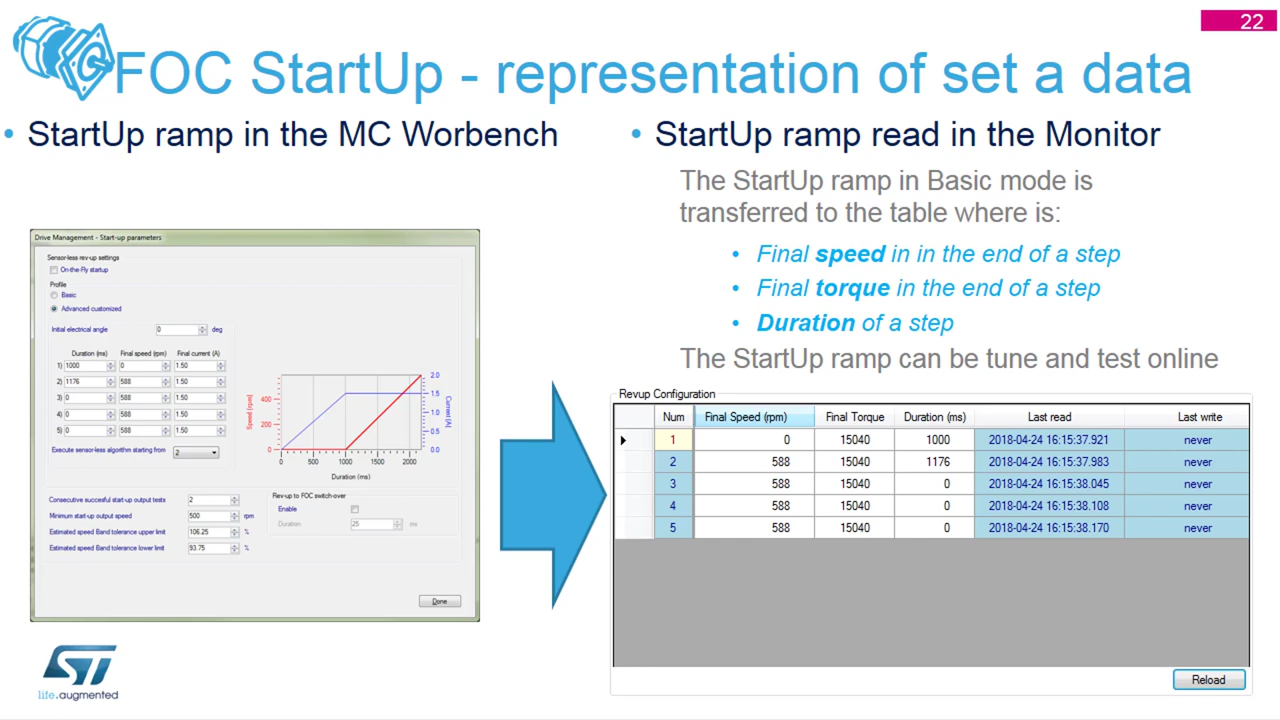 22
FOC StartUp - representation of set a data
• StartUp ramp in the MC Worbench
Drive Management - Start-up parameters
Sensor-less rev-up settings
On-the-Fly startup
Profile
Basic
Advanced customized
Initial electrical angle 0 deg
Duration (ms) Final speed (rpm) Final current (A)
1) 1000 0 1.50
2) 1176 588 1.50
3) 0 588 1.50
4) 0 588 1.50
5) 0 588 1.50
Execute sensor-less algorithm starting from 2
Speed (rpm)
400
200
0
2.0
1.5
1.0
0.5
0.0
Current (A)
0 500 1000 1500 2000
Duration (ms)
Consecutive succesful start-up output tests 2
Minimum start-up output speed 500 rpm
Estimated speed Band tolerance upper limit 106.25 %
Estimated speed Band tolerance lower limit 93.75 %
Rev-up to FOC switch-over
Enable
Duration 25 ms
Done
• StartUp ramp read in the Monitor
The StartUp ramp in Basic mode is
transferred to the table where is:
• Final speed in in the end of a step
• Final torque in the end of a step
• Duration of a step
The StartUp ramp can be tune and test online
Revup Configuration
Num Final Speed (rpm) Final Torque Duration (ms) Last read Last write
1 0 15040 1000 2018-04-24 16:15:37.921 never
2 588 15040 1176 2018-04-24 16:15:37.983 never
3 588 15040 0 2018-04-24 16:15:38.045 never
4 588 15040 0 2018-04-24 16:15:38.108 never
5 588 15040 0 2018-04-24 16:15:38.170 never
Reload
ST
life.augmented